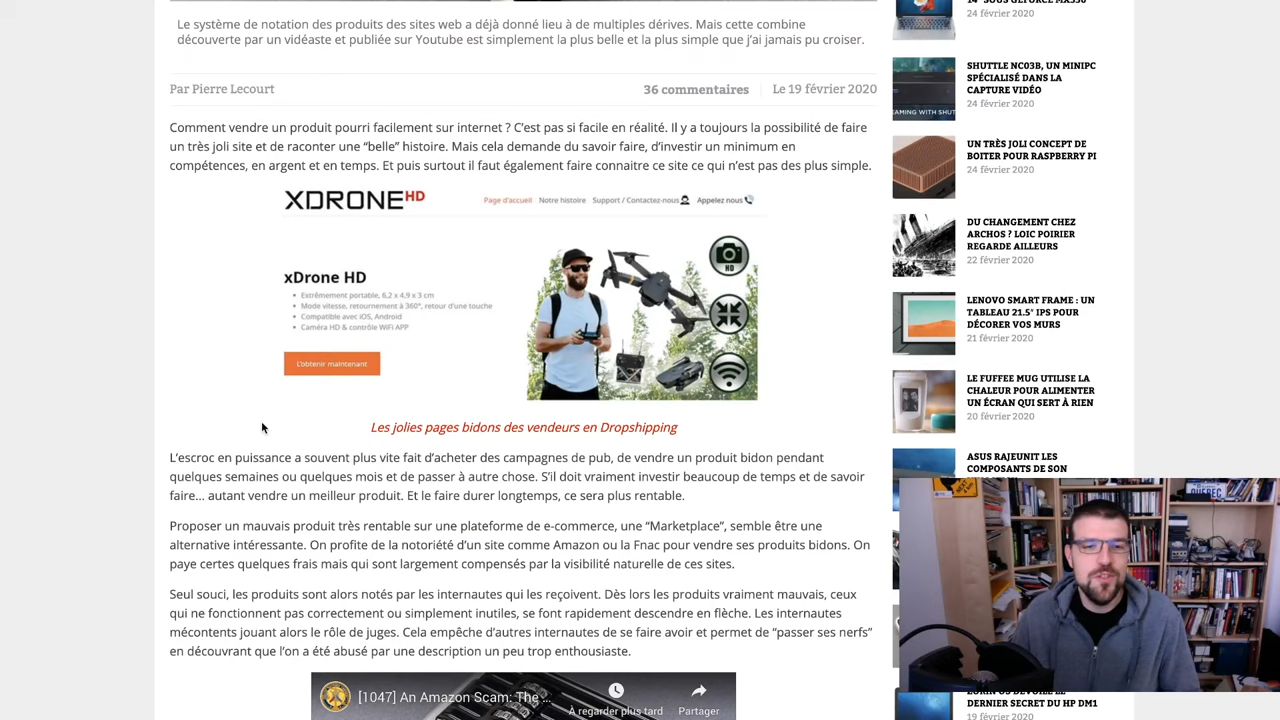 Le système de notation des produits des sites web a déjà donné lieu à de multiples dérives. Mais cette combine
découverte par un vidéaste et publiée sur Youtube est simplement la plus belle et la plus simple que j’ai jamais pu croiser.
Par Pierre Lecourt
36 commentaires
Le 19 février 2020
Comment vendre un produit pourri facilement sur internet ? C’est pas si facile en réalité. Il y a toujours la possibilité de faire
un très joli site et de raconter une “belle” histoire. Mais cela demande du savoir faire, d’investir un minimum en
compétences, en argent et en temps. Et puis surtout il faut également faire connaitre ce site ce qui n’est pas des plus simple.
XDRONEHD
Page d'accueil Notre histoire Support / Contactez-nous Appelez nous
xDrone HD
Extrêmement portable, 6,2 x 4,9 x 3 cm
Mode vitesse, retournement à 360°, retour d'une touche
Compatible avec iOS, Android
Caméra HD & contrôle WiFi APP
L'obtenir maintenant
HD
Les jolies pages bidons des vendeurs en Dropshipping
L’escroc en puissance a souvent plus vite fait d’acheter des campagnes de pub, de vendre un produit bidon pendant
quelques semaines ou quelques mois et de passer à autre chose. S’il doit vraiment investir beaucoup de temps et de savoir
faire… autant vendre un meilleur produit. Et le faire durer longtemps, ce sera plus rentable.
Proposer un mauvais produit très rentable sur une plateforme de e-commerce, une “Marketplace”, semble être une
alternative intéressante. On profite de la notoriété d’un site comme Amazon ou la Fnac pour vendre ses produits bidons. On
paye certes quelques frais mais qui sont largement compensés par la visibilité naturelle de ces sites.
Seul souci, les produits sont alors notés par les internautes qui les reçoivent. Dès lors les produits vraiment mauvais, ceux
qui ne fonctionnent pas correctement ou simplement inutiles, se font rapidement descendre en flèche. Les internautes
mécontents jouant alors le rôle de juges. Cela empêche d’autres internautes de se faire avoir et permet de “passer ses nerfs”
en découvrant que l’on a été abusé par une description un peu trop enthousiaste.
[1047] An Amazon Scam: The ...
À regarder plus tard
Partager
24 février 2020
SHUTTLE NC03B, UN MINIPC
SPÉCIALISÉ DANS LA
CAPTURE VIDÉO
24 février 2020
EAMING WITH SHUT
UN TRÈS JOLI CONCEPT DE
BOITER POUR RASPBERRY PI
24 février 2020
DU CHANGEMENT CHEZ
ARCHOS ? LOIC POIRIER
REGARDE AILLEURS
22 février 2020
LENOVO SMART FRAME : UN
TABLEAU 21.5″ IPS POUR
DÉCORER VOS MURS
21 février 2020
LE FUFFEE MUG UTILISE LA
CHALEUR POUR ALIMENTER
UN ÉCRAN QUI SERT À RIEN
20 février 2020
ASUS RAJEUNIT LES
COMPOSANTS DE SON
QUÉBEC
DERNIER SECRET DU HP DM1
19 février 2020